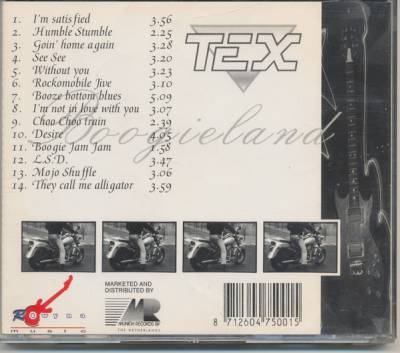 1. I'm satisfied 3.56
2. Humble Stumble 2.25
3. Goin' home again 3.28
4. See See 3.20
5. Without you 3.23
6. Rockomobile Jive 3.10
7. Booze bottom blues 5.09
8. I'm not in love with you 3.07
9. Choo Choo train 2.39
10. Desire 4.05
11. Boogie Jam Jam 1.58
12. L.S.D. 3.47
13. Mojo Shuffle 3.06
14. They call me alligator 3.59
TEX
Boogieland
MUSIC
MARKETED AND
DISTRIBUTED BY
MR
MUNICH RECORDS BV
THE NETHERLANDS
8 712604 750015